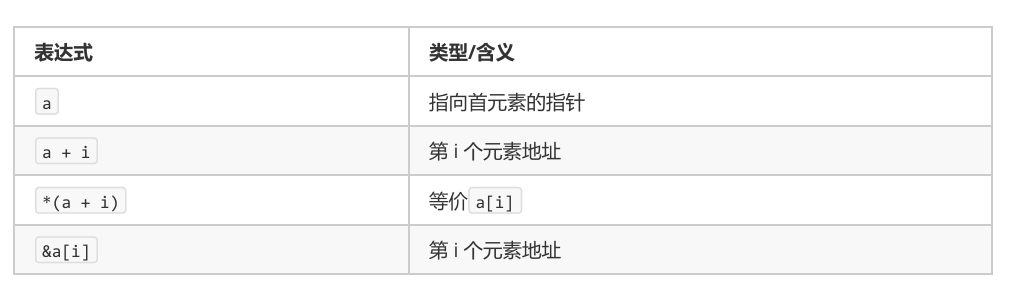 表达式 类型/含义
a 指向首元素的指针
a + i 第 i 个元素地址
*(a + i) 等价 a[i]
&a[i] 第 i 个元素地址